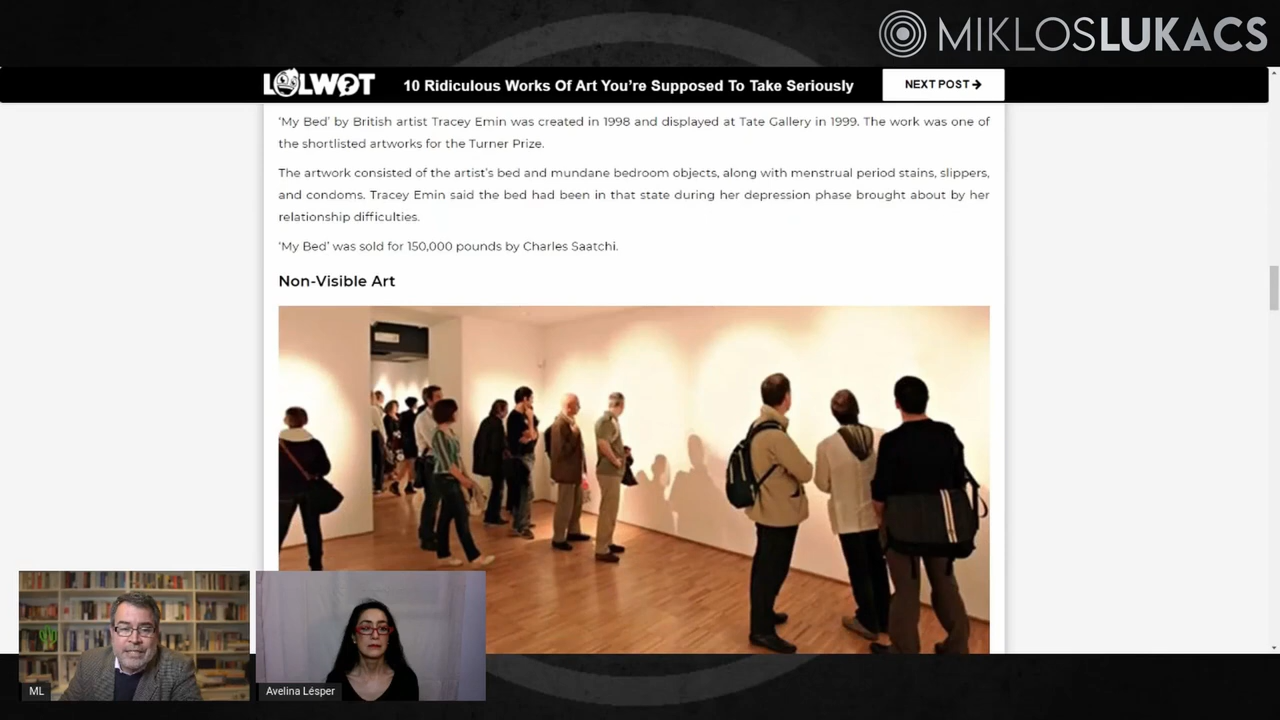 MIKLOSLUKACS
LOLWOT
10 Ridiculous Works Of Art You're Supposed To Take Seriously
NEXT POST →
'My Bed' by British artist Tracey Emin was created in 1998 and displayed at Tate Gallery in 1999. The work was one of
the shortlisted artworks for the Turner Prize.
The artwork consisted of the artist's bed and mundane bedroom objects, along with menstrual period stains, slippers,
and condoms. Tracey Emin said the bed had been in that state during her depression phase brought about by her
relationship difficulties.
'My Bed' was sold for 150,000 pounds by Charles Saatchi.
Non-Visible Art
ML
Avelina Lésper